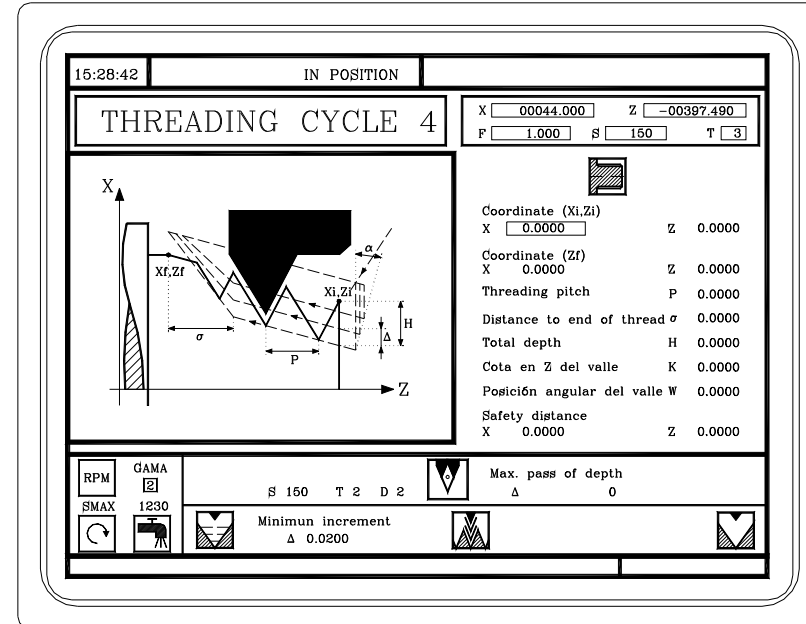 15:28:42 IN POSITION
THREADING CYCLE 4
X 00044.000 Z -00397.490
F 1.000 S 150 T 3
X
α
Xf,Zf
Xi,Zi
H
σ
Δ
P
Z
Coordinate (Xi,Zi)
X 0.0000 Z 0.0000
Coordinate (Zf)
X 0.0000 Z 0.0000
Threading pitch P 0.0000
Distance to end of thread σ 0.0000
Total depth H 0.0000
Cota en Z del valle K 0.0000
Posición angular del valle W 0.0000
Safety distance
X 0.0000 Z 0.0000
RPM GAMA
2
SMAX 1230
S 150 T 2 D 2
Max. pass of depth
Δ 0
Minimun increment
Δ 0.0200